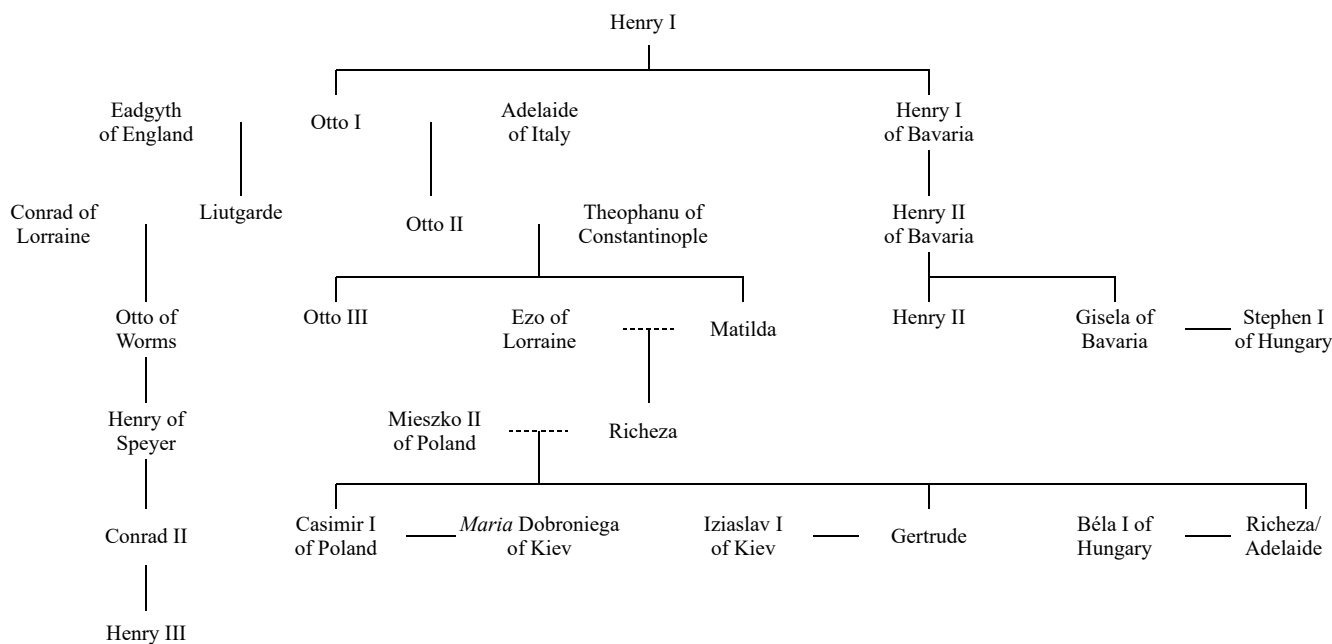 Henry I
Eadgyth
of England
Otto I
Adelaide
of Italy
Henry I
of Bavaria
Conrad of
Lorraine
Liutgarde
Otto II
Theophanu of
Constantinople
Henry II
of Bavaria
Otto of
Worms
Otto III
Ezo of
Lorraine
Matilda
Henry II
Gisela of
Bavaria
Stephen I
of Hungary
Henry of
Speyer
Mieszko II
of Poland
Richeza
Conrad II
Casimir I
of Poland
Maria Dobroniega
of Kiev
Iziaslav I
of Kiev
Gertrude
Béla I of
Hungary
Richeza/
Adelaide
Henry III